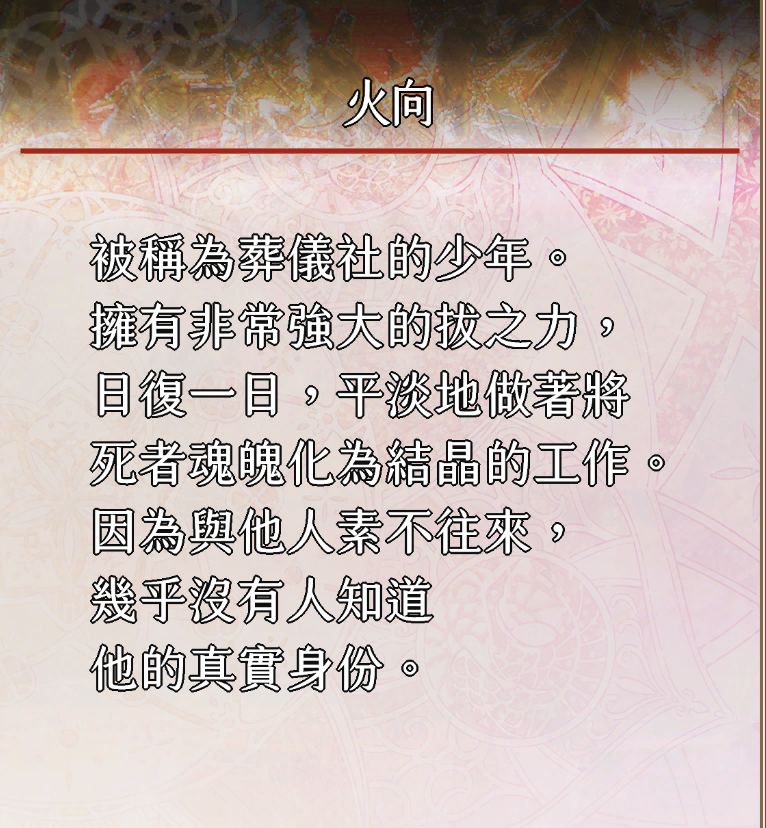 火向
被稱為葬儀社的少年。
擁有非常強大的拔之力，
日復一日，平淡地做著將
死者魂魄化為結晶的工作。
因為與他人素不往來，
幾乎沒有人知道
他的真實身份。